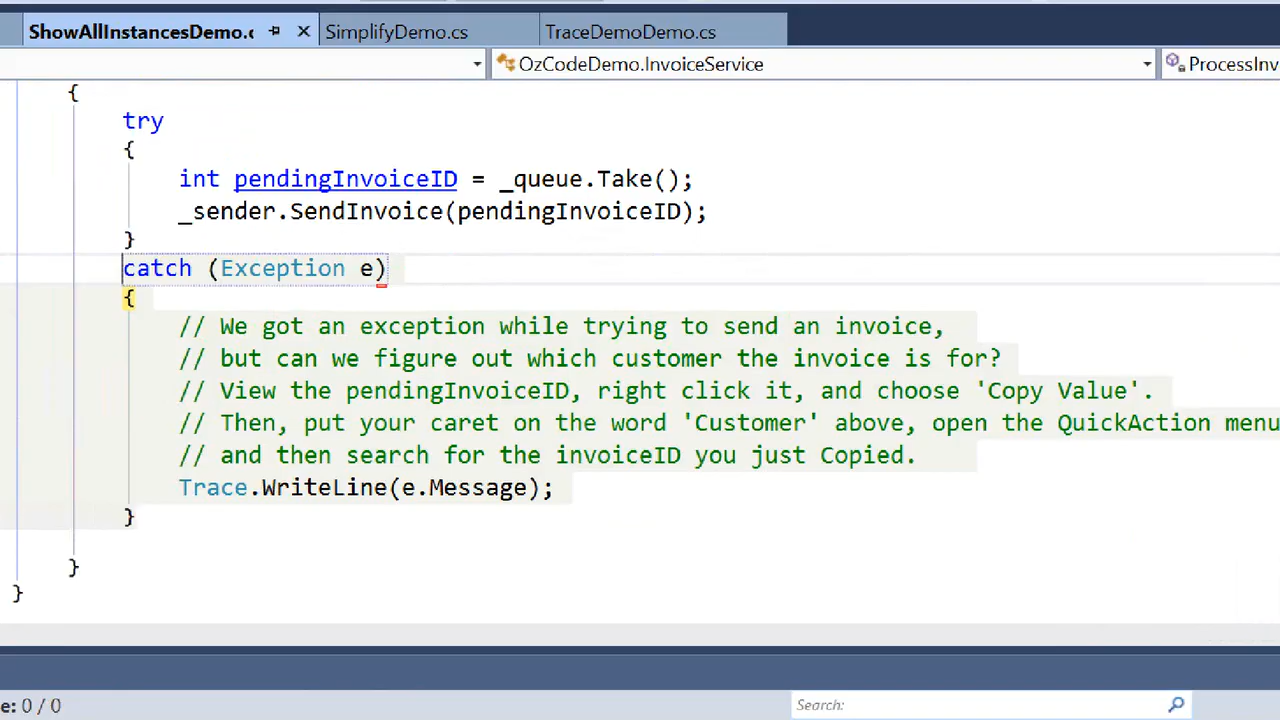 ShowAllInstancesDemo.c SimplifyDemo.cs TraceDemoDemo.cs
OzCodeDemo.InvoiceService ProcessInv
{
try
{
int pendingInvoiceID = _queue.Take();
_sender.SendInvoice(pendingInvoiceID);
}
catch (Exception e)
{
// We got an exception while trying to send an invoice,
// but can we figure out which customer the invoice is for?
// View the pendingInvoiceID, right click it, and choose 'Copy Value'.
// Then, put your caret on the word 'Customer' above, open the QuickAction menu
// and then search for the invoiceID you just Copied.
Trace.WriteLine(e.Message);
}
}
}
e: 0 / 0 Search: